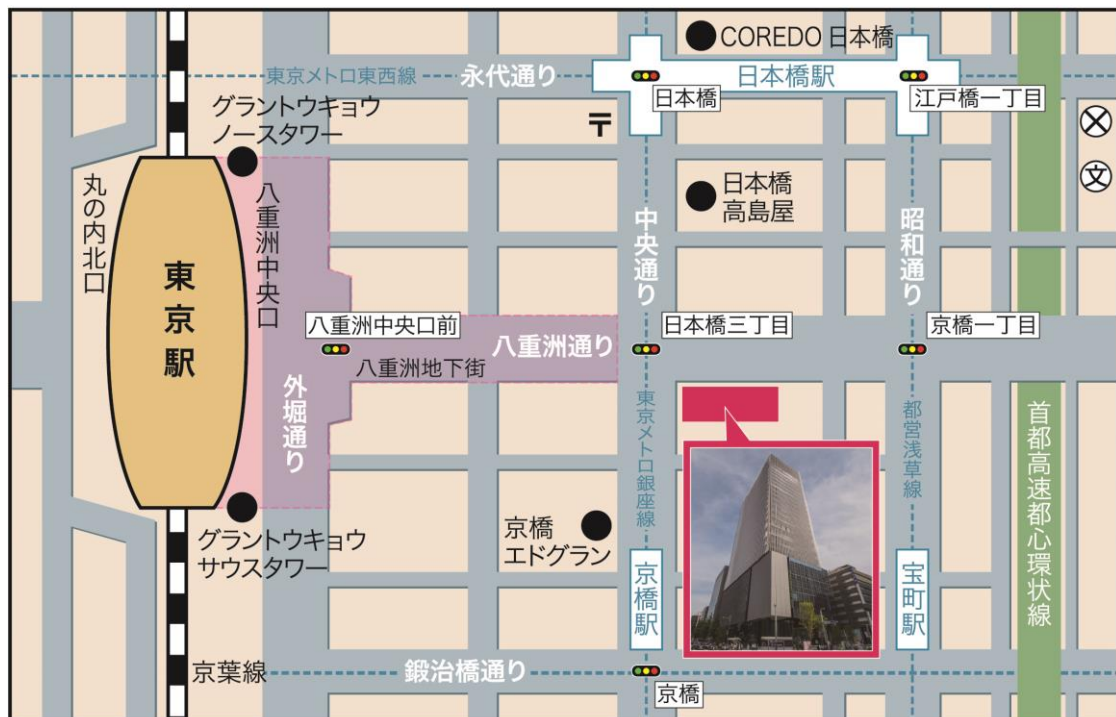 COREDO 日本橋
東京メトロ東西線
永代通り
日本橋駅
日本橋
江戸橋一丁目
グラントウキョウ
ノースタワー
〒
丸の内北口
八重洲中央口
東京駅
日本橋
高島屋
中央通り
昭和通り
文
八重洲中央口前
八重洲通り
日本橋三丁目
京橋一丁目
八重洲地下街
外堀通り
東京メトロ銀座線
都営浅草線
首都高速都心環状線
京橋
エドグラン
グラントウキョウ
サウスタワー
京橋駅
宝町駅
京葉線
鍛治橋通り
京橋